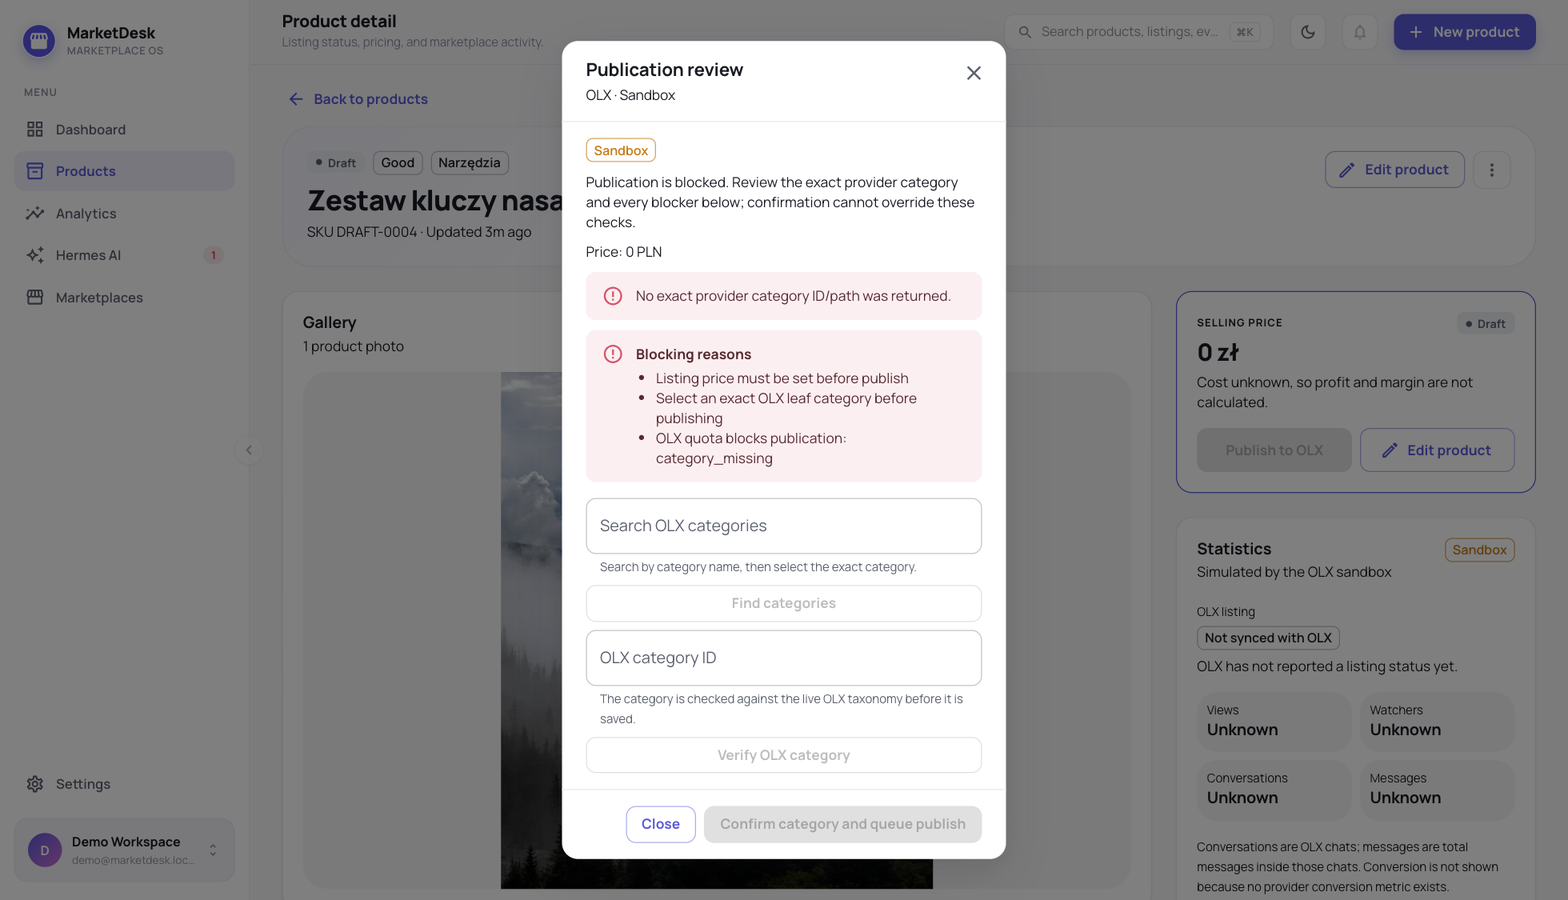 MarketDesk
MARKETPLACE OS
MENU
Dashboard
Products
Analytics
Hermes AI
1
Marketplaces
Settings
D
Demo Workspace
demo@marketdesk.loc...
Product detail
Listing status, pricing, and marketplace activity.
Search products, listings, ev...
⌘K
New product
Back to products
Draft
Good
Narzędzia
Zestaw kluczy nasa
SKU DRAFT-0004 · Updated 3m ago
Edit product
Gallery
1 product photo
Publication review
OLX · Sandbox
Sandbox
Publication is blocked. Review the exact provider category
and every blocker below; confirmation cannot override these
checks.
Price: 0 PLN
No exact provider category ID/path was returned.
Blocking reasons
• Listing price must be set before publish
• Select an exact OLX leaf category before
publishing
• OLX quota blocks publication:
category_missing
Search OLX categories
Search by category name, then select the exact category.
Find categories
OLX category ID
The category is checked against the live OLX taxonomy before it is
saved.
Verify OLX category
Close
Confirm category and queue publish
SELLING PRICE
Draft
0 zł
Cost unknown, so profit and margin are not
calculated.
Publish to OLX
Edit product
Statistics
Sandbox
Simulated by the OLX sandbox
OLX listing
Not synced with OLX
OLX has not reported a listing status yet.
Views
Unknown
Watchers
Unknown
Conversations
Unknown
Messages
Unknown
Conversations are OLX chats; messages are total
messages inside those chats. Conversion is not shown
because no provider conversion metric exists.